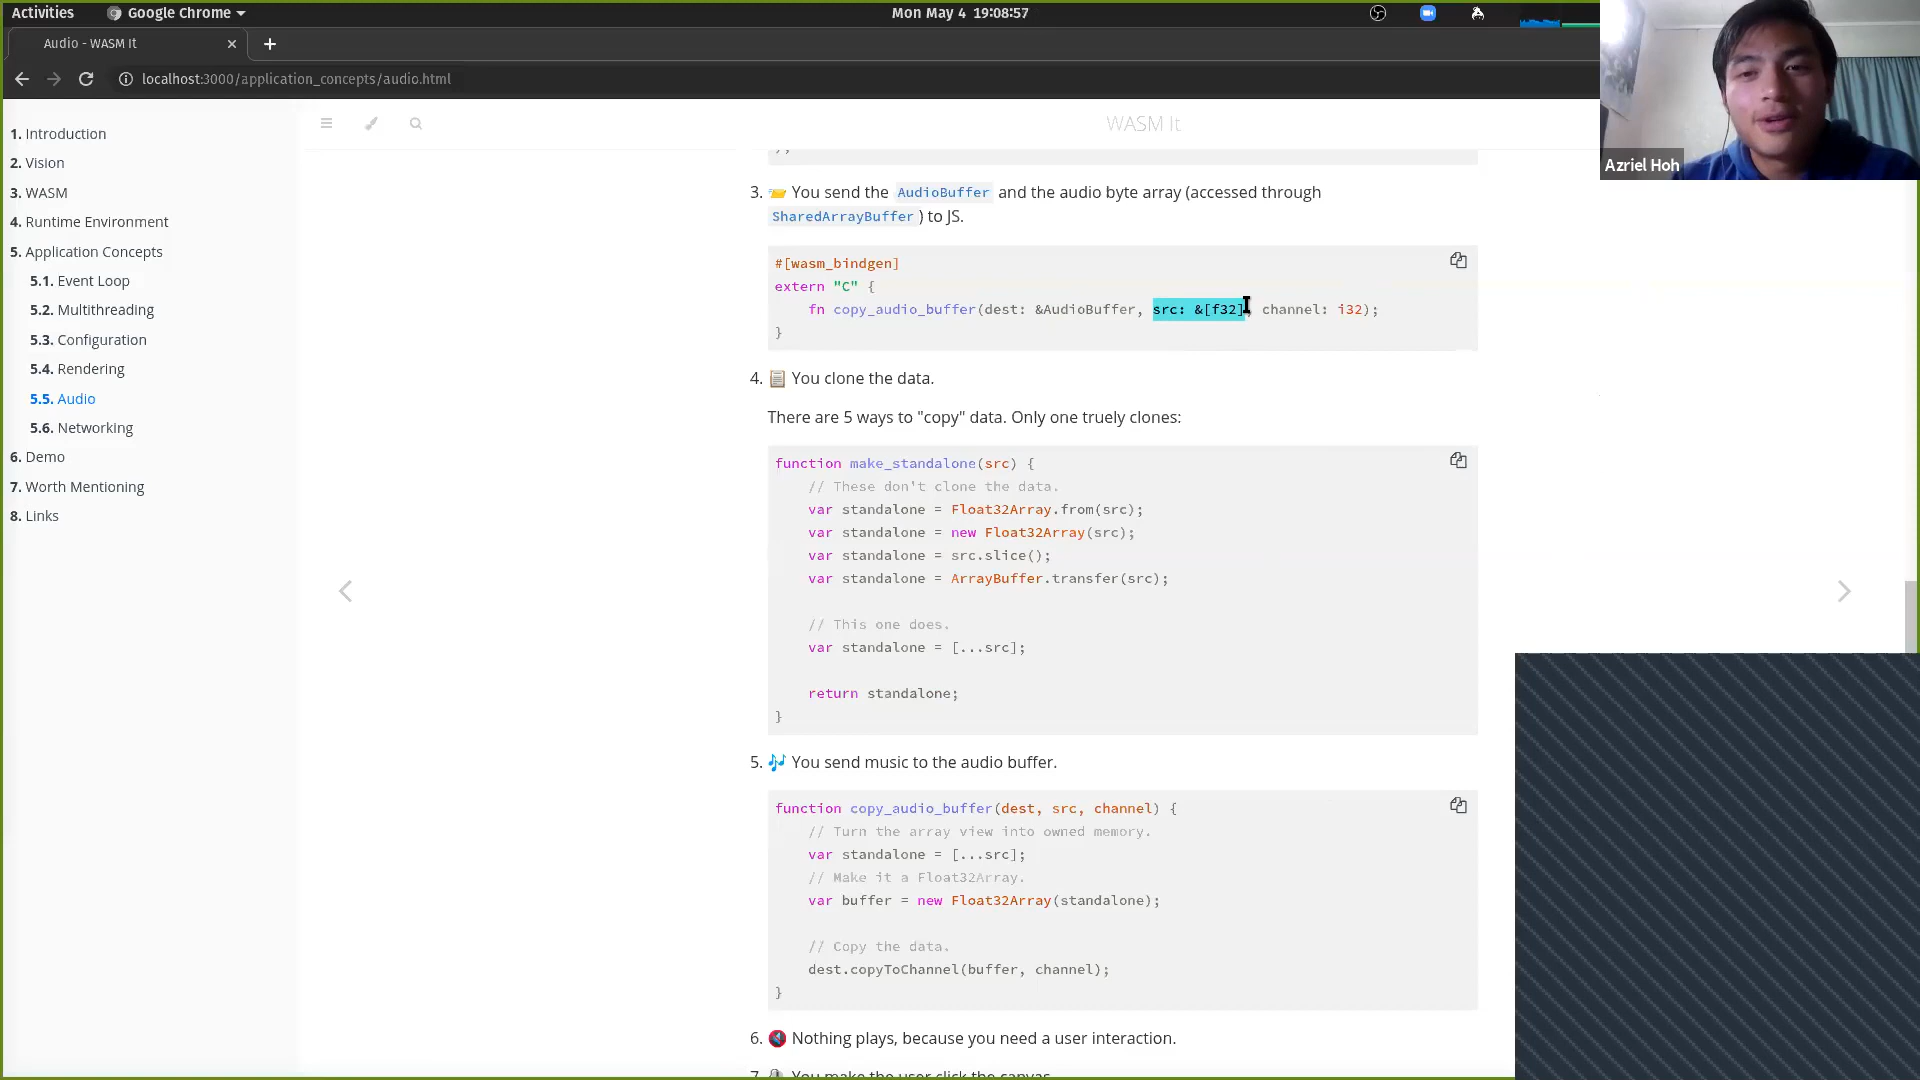 Activities
Google Chrome
Mon May 4 19:08:57
Audio - WASM It
localhost:3000/application_concepts/audio.html
Azriel Hoh
WASM It
1. Introduction
2. Vision
3. WASM
4. Runtime Environment
5. Application Concepts
5.1. Event Loop
5.2. Multithreading
5.3. Configuration
5.4. Rendering
5.5. Audio
5.6. Networking
6. Demo
7. Worth Mentioning
8. Links
3. You send the AudioBuffer and the audio byte array (accessed through
SharedArrayBuffer) to JS.
#[wasm_bindgen]
extern "C" {
fn copy_audio_buffer(dest: &AudioBuffer, src: &[f32], channel: i32);
}
4. You clone the data.
There are 5 ways to "copy" data. Only one truely clones:
function make_standalone(src) {
// These don't clone the data.
var standalone = Float32Array.from(src);
var standalone = new Float32Array(src);
var standalone = src.slice();
var standalone = ArrayBuffer.transfer(src);
// This one does.
var standalone = [...src];
return standalone;
}
5. You send music to the audio buffer.
function copy_audio_buffer(dest, src, channel) {
// Turn the array view into owned memory.
var standalone = [...src];
// Make it a Float32Array.
var buffer = new Float32Array(standalone);
// Copy the data.
dest.copyToChannel(buffer, channel);
}
6. Nothing plays, because you need a user interaction.
7. You make the user click the canvas.